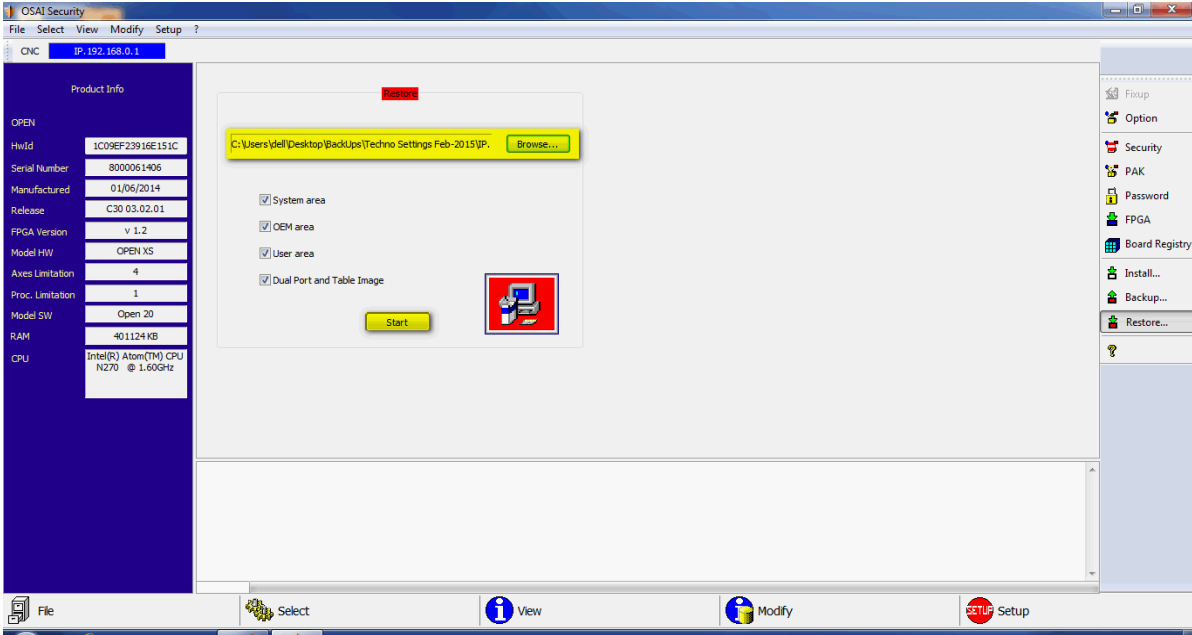 OSAI Security
File Select View Modify Setup ?
CNC IP.192.168.0.1
Product Info
OPEN
HwId 1C09EF23916E151C
Serial Number 8000061406
Manufactured 01/06/2014
Release C30 03.02.01
FPGA Version v 1.2
Model HW OPEN XS
Axes Limitation 4
Proc. Limitation 1
Model SW Open 20
RAM 401124 KB
CPU Intel(R) Atom(TM) CPU
N270 @ 1.60GHz
Restore
C:\Users\dell\Desktop\BackUps\Techno Settings Feb-2015\IP. Browse...
System area
OEM area
User area
Dual Port and Table Image
Start
Fixup
Option
Security
PAK
Password
FPGA
Board Registry
Install...
Backup...
Restore...
?
File Select View Modify SETUP Setup